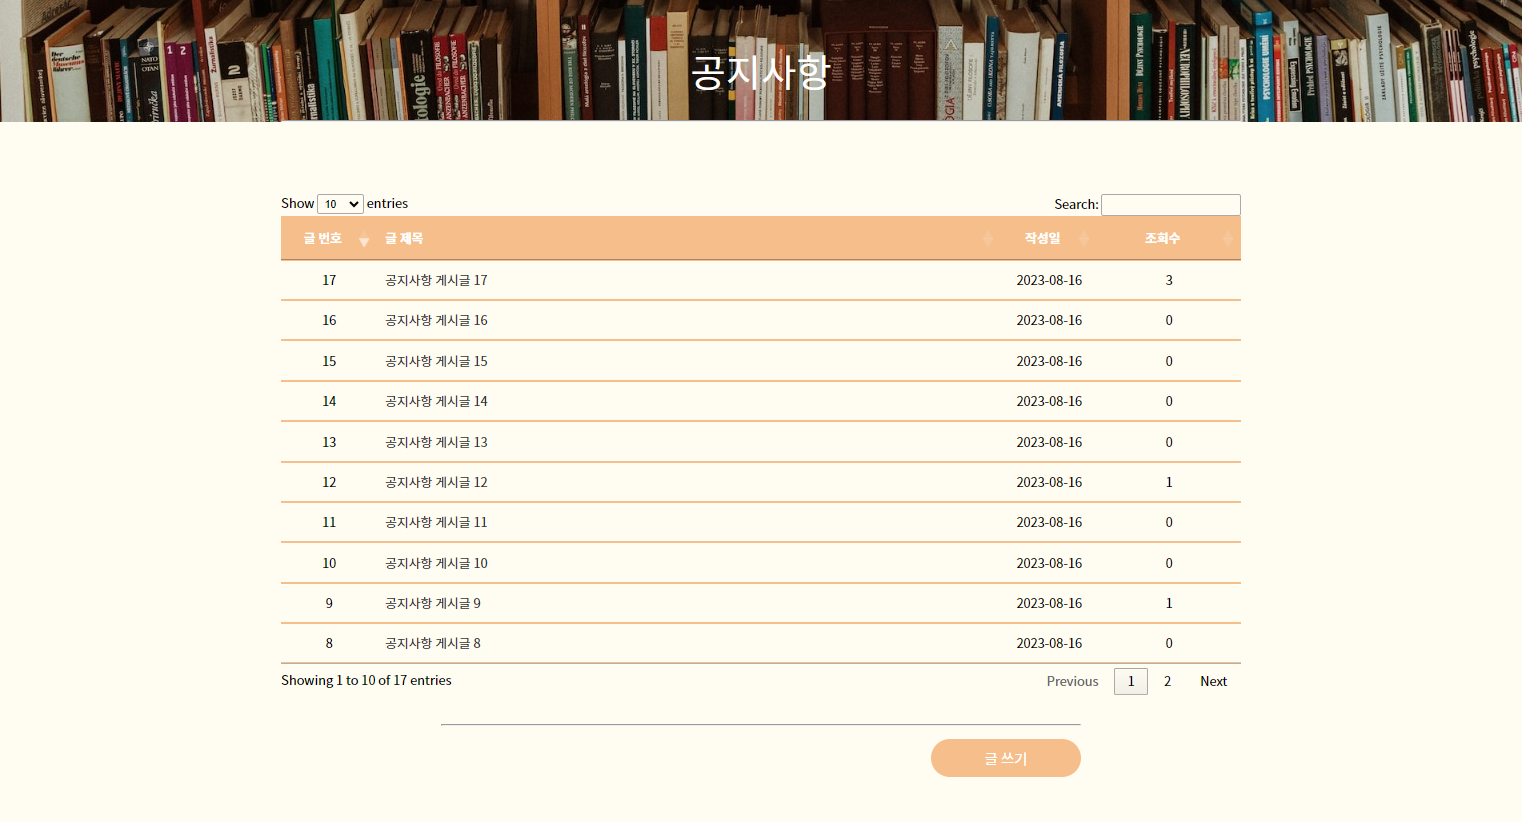 공지사항
Show 10 entries
Search:
글 번호 글 제목 작성일 조회수
17 공지사항 게시글 17 2023-08-16 3
16 공지사항 게시글 16 2023-08-16 0
15 공지사항 게시글 15 2023-08-16 0
14 공지사항 게시글 14 2023-08-16 0
13 공지사항 게시글 13 2023-08-16 0
12 공지사항 게시글 12 2023-08-16 1
11 공지사항 게시글 11 2023-08-16 0
10 공지사항 게시글 10 2023-08-16 0
9 공지사항 게시글 9 2023-08-16 1
8 공지사항 게시글 8 2023-08-16 0
Showing 1 to 10 of 17 entries
Previous 1 2 Next
글 쓰기